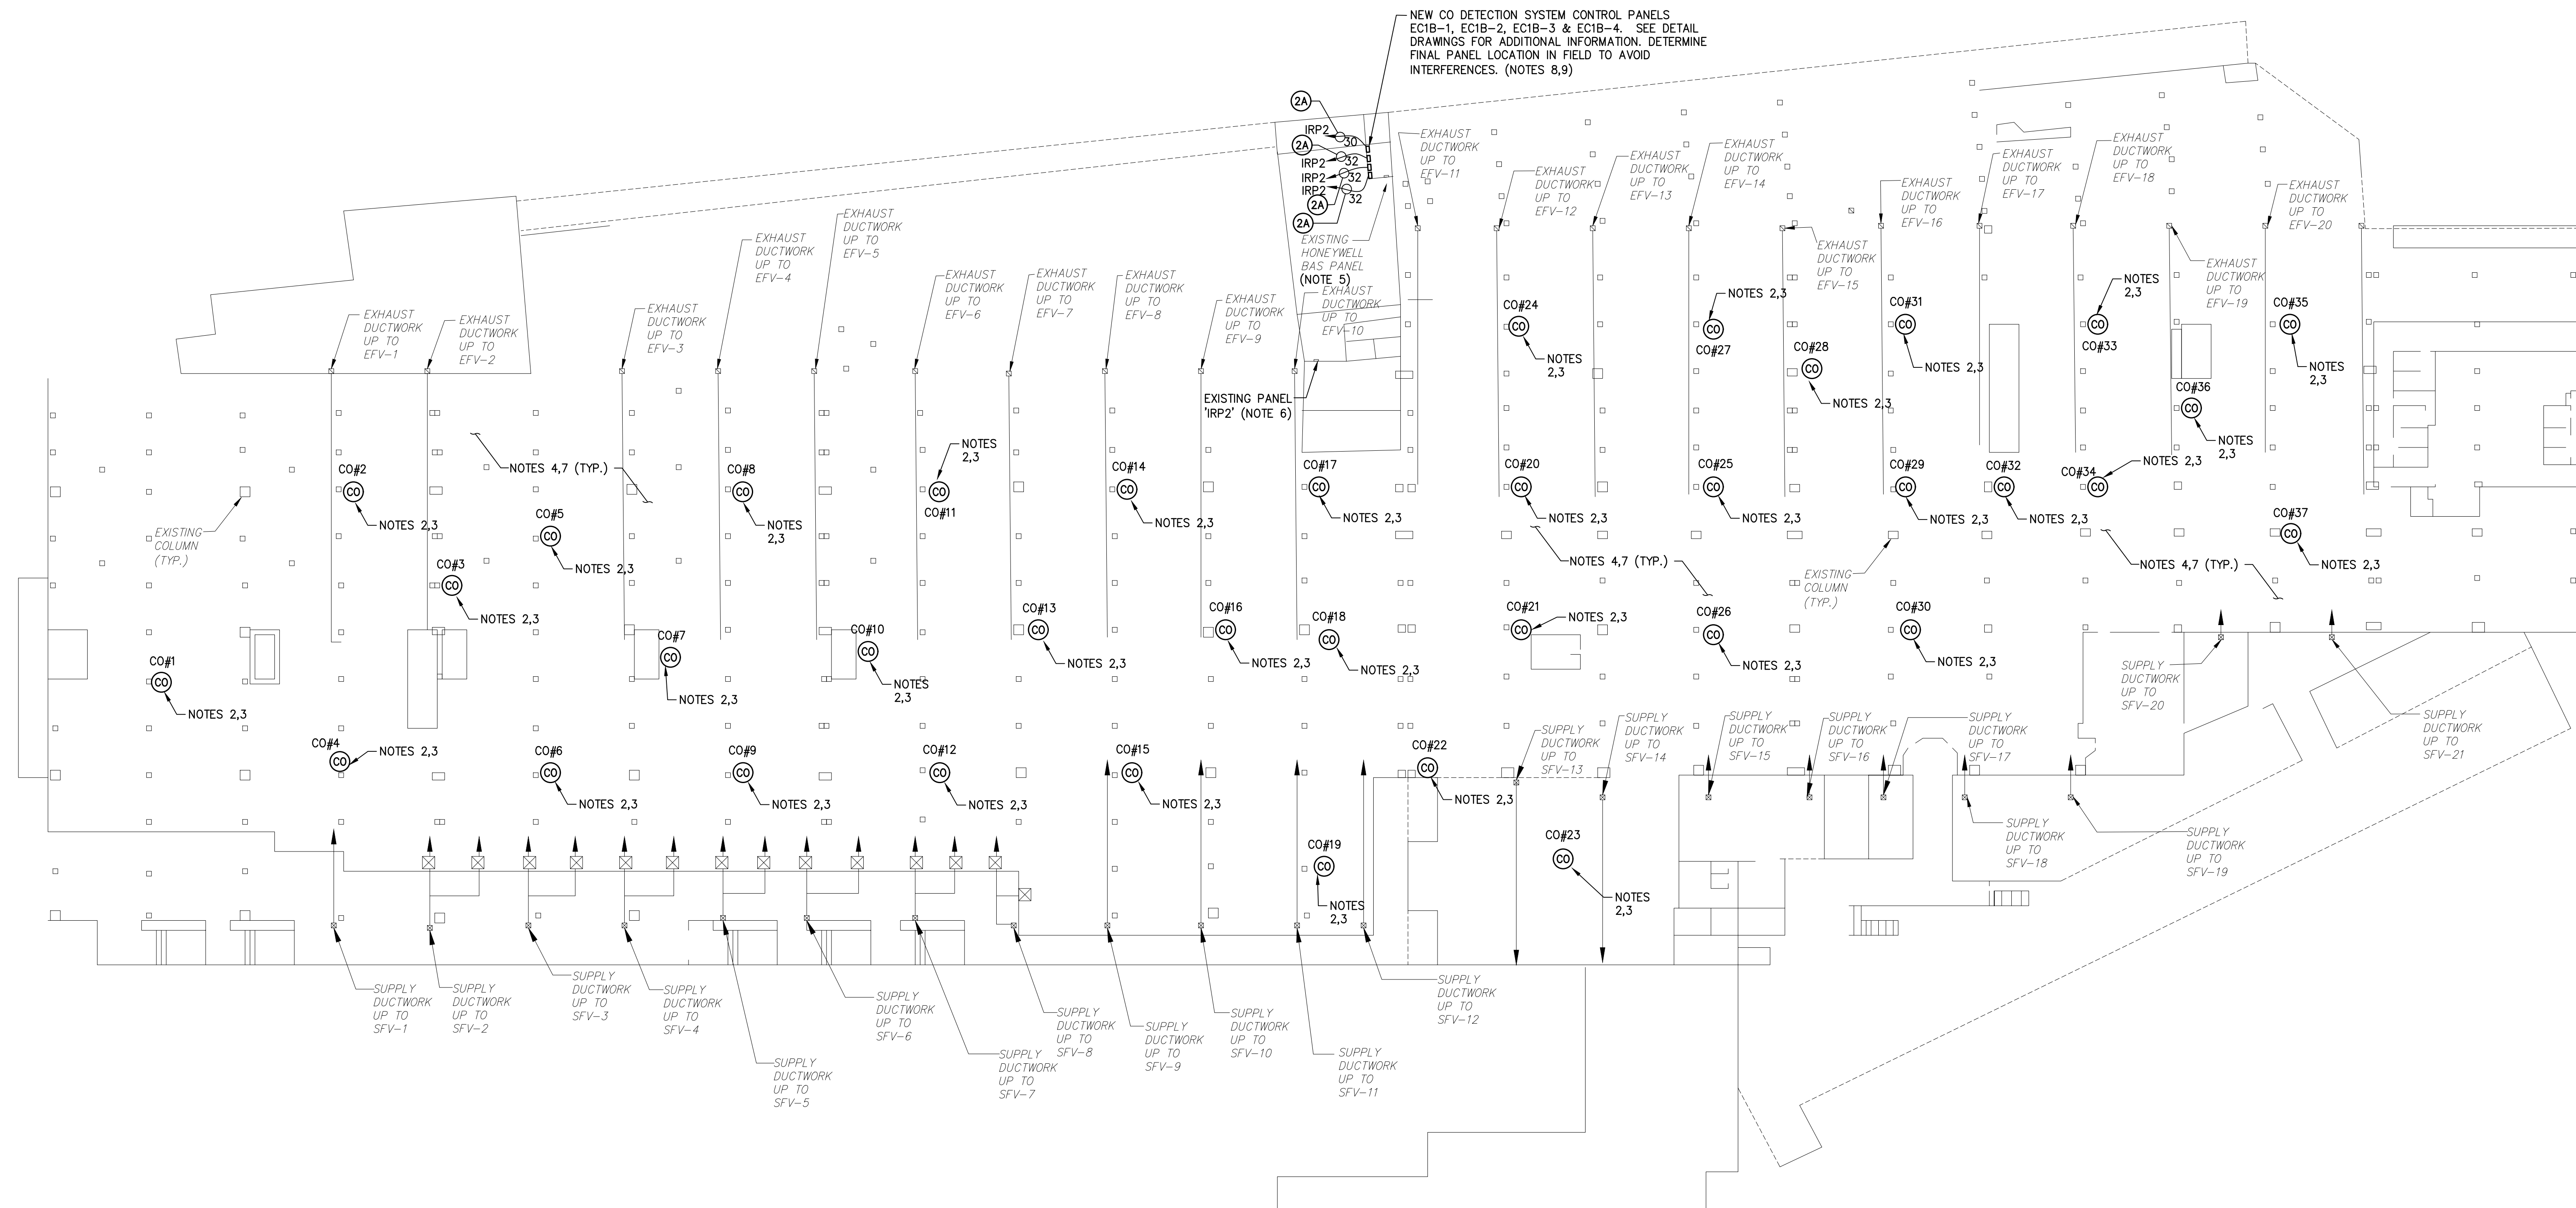 NEW CO DETECTION SYSTEM CONTROL PANELS
EC1B-1, EC1B-2, EC1B-3 & EC1B-4. SEE DETAIL
DRAWINGS FOR ADDITIONAL INFORMATION. DETERMINE
FINAL PANEL LOCATION IN FIELD TO AVOID
INTERFERENCES. (NOTES 8,9)
2A
IRP2
30
2A
IRP2
32
IRP2
32
IRP2
32
2A
2A
EXISTING
HONEYWELL
BAS PANEL
(NOTE 5)
EXISTING PANEL
'IRP2' (NOTE 6)
EXHAUST
DUCTWORK
UP TO
EFV-1
EXHAUST
DUCTWORK
UP TO
EFV-2
EXHAUST
DUCTWORK
UP TO
EFV-3
EXHAUST
DUCTWORK
UP TO
EFV-4
EXHAUST
DUCTWORK
UP TO
EFV-5
EXHAUST
DUCTWORK
UP TO
EFV-6
EXHAUST
DUCTWORK
UP TO
EFV-7
EXHAUST
DUCTWORK
UP TO
EFV-8
EXHAUST
DUCTWORK
UP TO
EFV-9
EXHAUST
DUCTWORK
UP TO
EFV-10
EXHAUST
DUCTWORK
UP TO
EFV-11
EXHAUST
DUCTWORK
UP TO
EFV-12
EXHAUST
DUCTWORK
UP TO
EFV-13
EXHAUST
DUCTWORK
UP TO
EFV-14
EXHAUST
DUCTWORK
UP TO
EFV-15
EXHAUST
DUCTWORK
UP TO
EFV-16
EXHAUST
DUCTWORK
UP TO
EFV-17
EXHAUST
DUCTWORK
UP TO
EFV-18
EXHAUST
DUCTWORK
UP TO
EFV-19
EXHAUST
DUCTWORK
UP TO
EFV-20
CO#24
CO
NOTES
2,3
NOTES 2,3
CO
CO#27
CO#28
CO
NOTES 2,3
CO#31
CO
NOTES 2,3
NOTES
2,3
CO
CO#33
CO#35
CO
NOTES
2,3
CO#36
CO
NOTES
2,3
EXISTING
COLUMN
(TYP.)
CO#2
CO
NOTES 2,3
NOTES 4,7 (TYP.)
CO#5
CO
NOTES 2,3
CO#3
CO
NOTES 2,3
CO#8
CO
NOTES
2,3
NOTES
2,3
CO
CO#11
CO#14
CO
NOTES 2,3
CO#17
CO
NOTES 2,3
CO#20
CO
NOTES 2,3
CO#25
CO
NOTES 2,3
CO#29
CO
NOTES 2,3
CO#32
CO
NOTES 2,3
CO#34
CO
NOTES 2,3
CO#37
CO
NOTES 2,3
NOTES 4,7 (TYP.)
EXISTING
COLUMN
(TYP.)
NOTES 4,7 (TYP.)
CO#1
CO
NOTES 2,3
CO#7
CO
NOTES 2,3
CO#10
CO
NOTES
2,3
CO#13
CO
NOTES 2,3
CO#16
CO
NOTES 2,3
CO#18
CO
NOTES 2,3
CO#21
CO
NOTES 2,3
CO#26
CO
NOTES 2,3
CO#30
CO
NOTES 2,3
CO#4
CO
NOTES 2,3
CO#6
CO
NOTES 2,3
CO#9
CO
NOTES 2,3
CO#12
CO
NOTES 2,3
CO#15
CO
NOTES 2,3
CO#22
CO
NOTES 2,3
CO#19
CO
NOTES
2,3
CO#23
CO
NOTES
2,3
SUPPLY
DUCTWORK
UP TO
SFV-13
SUPPLY
DUCTWORK
UP TO
SFV-14
SUPPLY
DUCTWORK
UP TO
SFV-15
SUPPLY
DUCTWORK
UP TO
SFV-16
SUPPLY
DUCTWORK
UP TO
SFV-17
SUPPLY
DUCTWORK
UP TO
SFV-18
SUPPLY
DUCTWORK
UP TO
SFV-19
SUPPLY
DUCTWORK
UP TO
SFV-20
SUPPLY
DUCTWORK
UP TO
SFV-21
SUPPLY
DUCTWORK
UP TO
SFV-1
SUPPLY
DUCTWORK
UP TO
SFV-2
SUPPLY
DUCTWORK
UP TO
SFV-3
SUPPLY
DUCTWORK
UP TO
SFV-4
SUPPLY
DUCTWORK
UP TO
SFV-5
SUPPLY
DUCTWORK
UP TO
SFV-6
SUPPLY
DUCTWORK
UP TO
SFV-7
SUPPLY
DUCTWORK
UP TO
SFV-8
SUPPLY
DUCTWORK
UP TO
SFV-9
SUPPLY
DUCTWORK
UP TO
SFV-10
SUPPLY
DUCTWORK
UP TO
SFV-11
SUPPLY
DUCTWORK
UP TO
SFV-12